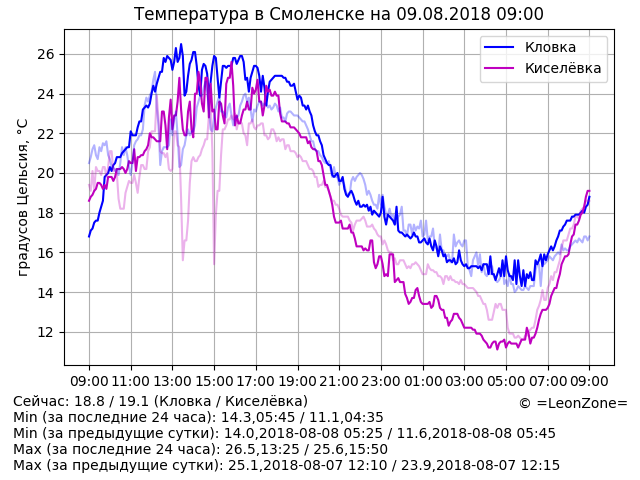 Температура в Смоленске на 09.08.2018 09:00
Кловка
Киселёвка
градусов Цельсия, °C
26
24
22
20
18
16
14
12
09:00 11:00 13:00 15:00 17:00 19:00 21:00 23:00 01:00 03:00 05:00 07:00 09:00
Сейчас: 18.8 / 19.1 (Кловка / Киселёвка)
© =LeonZone=
Min (за последние 24 часа): 14.3,05:45 / 11.1,04:35
Min (за предыдущие сутки): 14.0,2018-08-08 05:25 / 11.6,2018-08-08 05:45
Max (за последние 24 часа): 26.5,13:25 / 25.6,15:50
Max (за предыдущие сутки): 25.1,2018-08-07 12:10 / 23.9,2018-08-07 12:15